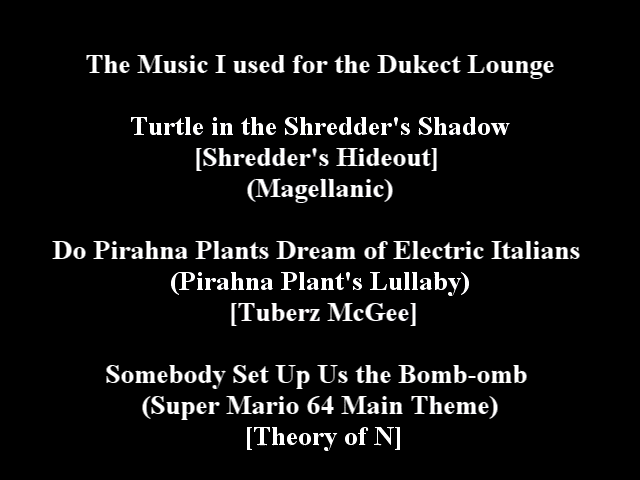 The Music I used for the Dukect Lounge
Turtle in the Shredder's Shadow
[Shredder's Hideout]
(Magellanic)
Do Pirahna Plants Dream of Electric Italians
(Pirahna Plant's Lullaby)
[Tuberz McGee]
Somebody Set Up Us the Bomb-omb
(Super Mario 64 Main Theme)
[Theory of N]